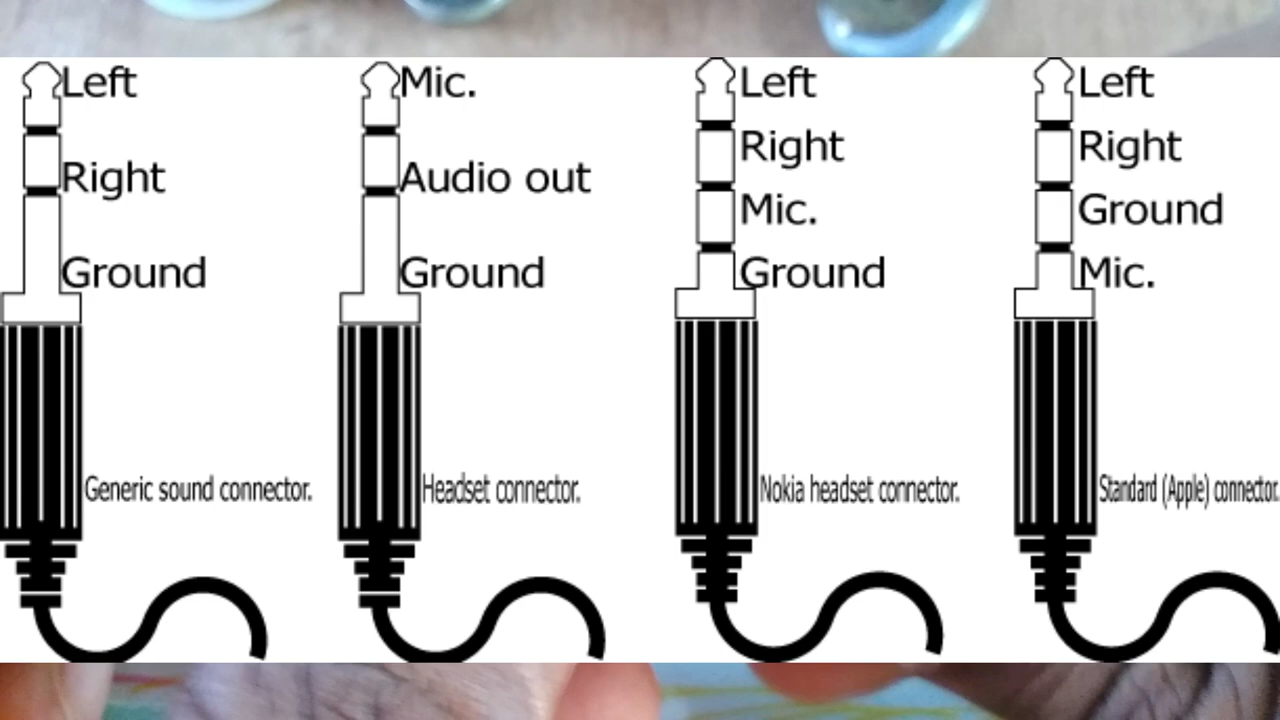 Left
Right
Ground
Generic sound connector.
Mic.
Audio out
Ground
Headset connector.
Left
Right
Mic.
Ground
Nokia headset connector.
Left
Right
Ground
Mic.
Standard (Apple) connector.